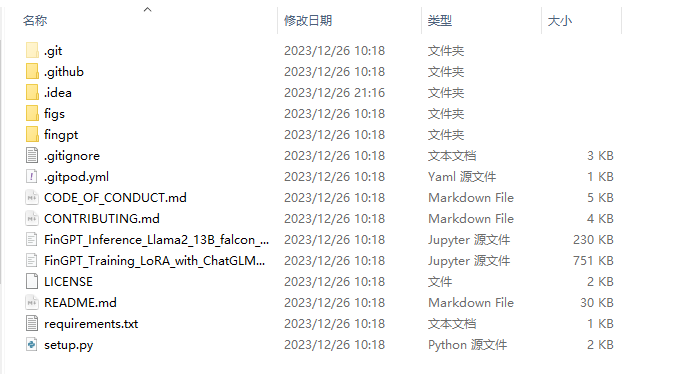 名称 修改日期 类型 大小
.git 2023/12/26 10:18 文件夹
.github 2023/12/26 10:18 文件夹
.idea 2023/12/26 21:16 文件夹
figs 2023/12/26 10:18 文件夹
fingpt 2023/12/26 10:18 文件夹
.gitignore 2023/12/26 10:18 文本文档 3 KB
.gitpod.yml 2023/12/26 10:18 Yaml 源文件 1 KB
CODE_OF_CONDUCT.md 2023/12/26 10:18 Markdown File 5 KB
CONTRIBUTING.md 2023/12/26 10:18 Markdown File 4 KB
FinGPT_Inference_Llama2_13B_falcon_... 2023/12/26 10:18 Jupyter 源文件 230 KB
FinGPT_Training_LoRA_with_ChatGLM... 2023/12/26 10:18 Jupyter 源文件 751 KB
LICENSE 2023/12/26 10:18 文件 2 KB
README.md 2023/12/26 10:18 Markdown File 30 KB
requirements.txt 2023/12/26 10:18 文本文档 1 KB
setup.py 2023/12/26 10:18 Python 源文件 2 KB